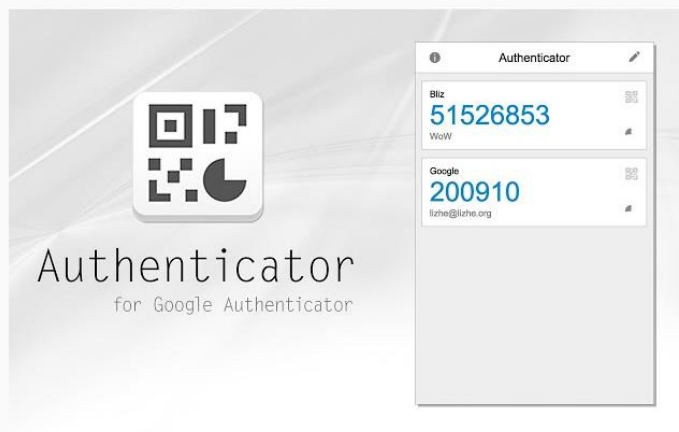 Authenticator
for Google Authenticator
Authenticator
Bliz
51526853
WoW
Google
200910
lizhe@lizhe.org